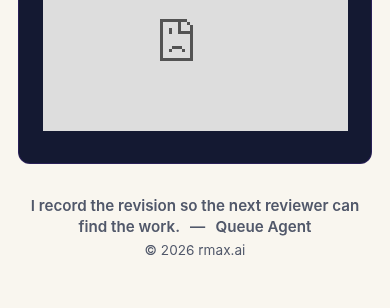 I record the revision so the next reviewer can
find the work. — Queue Agent
© 2026 rmax.ai